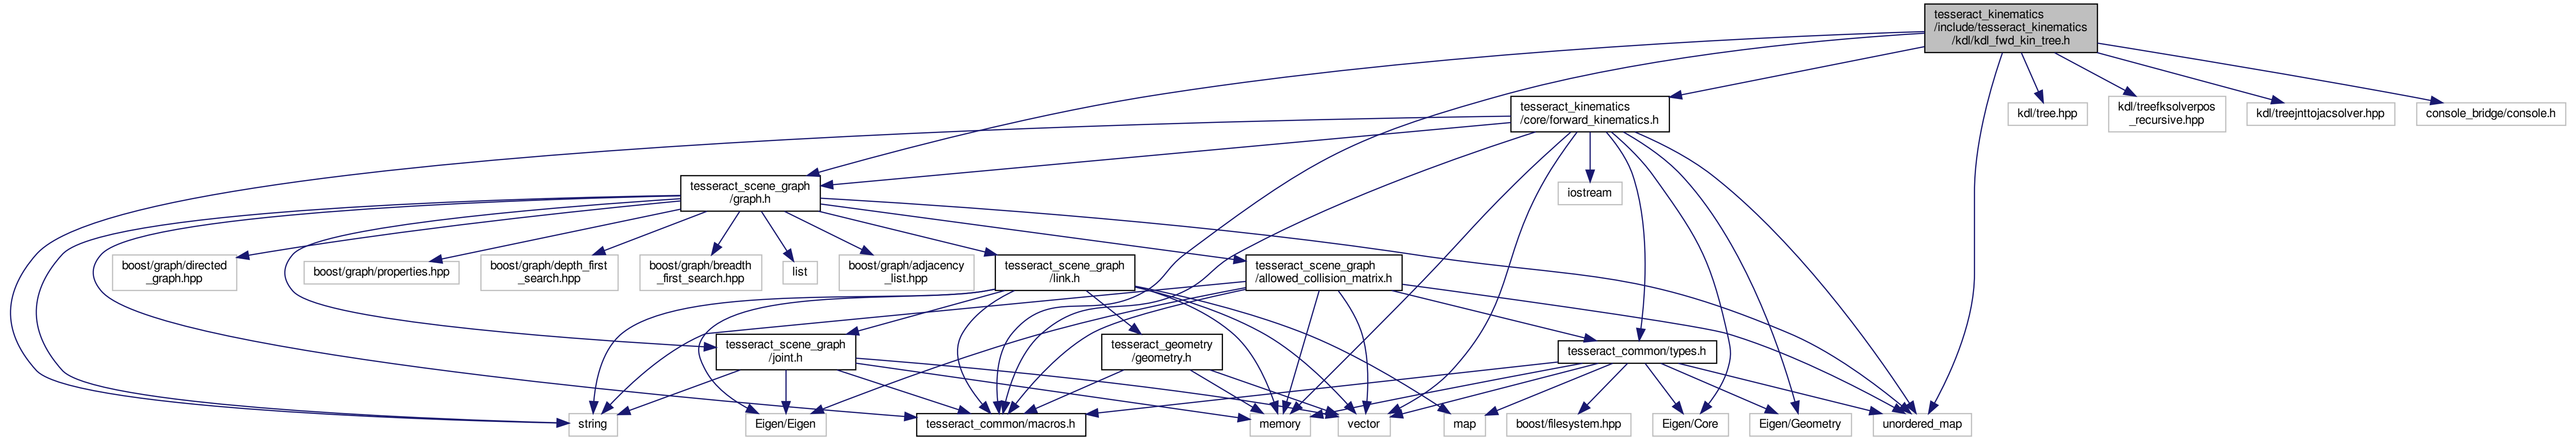 tesseract_kinematics
/include/tesseract_kinematics
/kdl/kdl_fwd_kin_tree.h
tesseract_kinematics
/core/forward_kinematics.h
kdl/tree.hpp
kdl/treefksolverpos
_recursive.hpp
kdl/treejnttojacsolver.hpp
console_bridge/console.h
tesseract_scene_graph
/graph.h
iostream
boost/graph/directed
_graph.hpp
boost/graph/properties.hpp
boost/graph/depth_first
_search.hpp
boost/graph/breadth
_first_search.hpp
list
boost/graph/adjacency
_list.hpp
tesseract_scene_graph
/link.h
tesseract_scene_graph
/allowed_collision_matrix.h
tesseract_scene_graph
/joint.h
tesseract_geometry
/geometry.h
tesseract_common/types.h
string
Eigen/Eigen
tesseract_common/macros.h
memory
vector
map
boost/filesystem.hpp
Eigen/Core
Eigen/Geometry
unordered_map